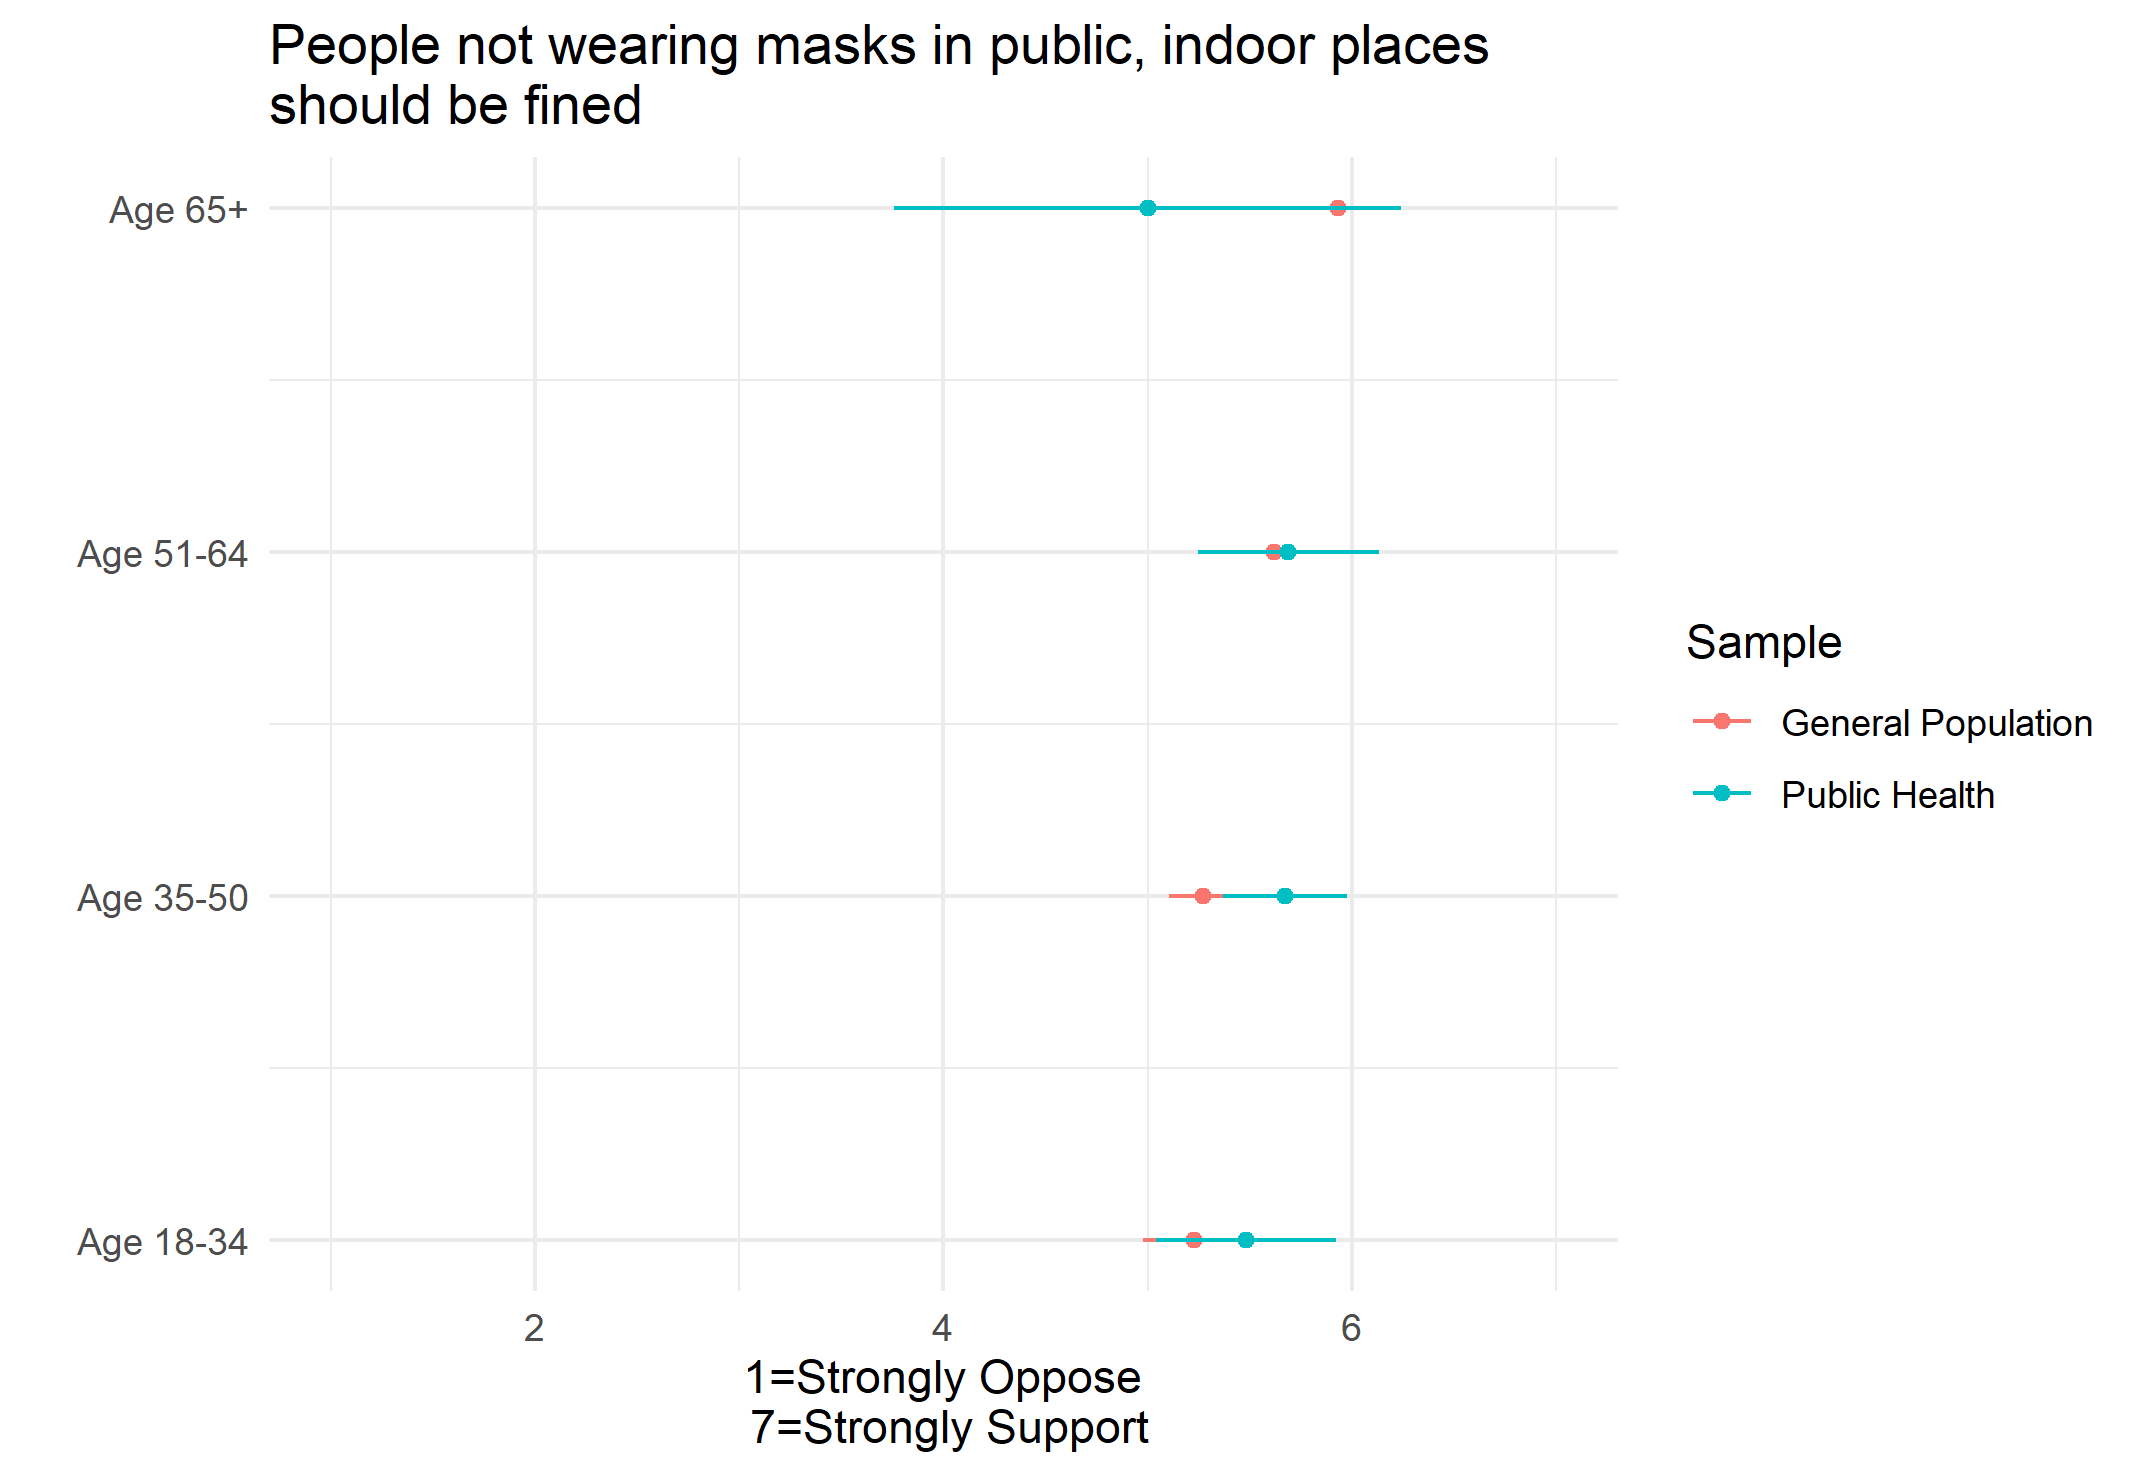 People not wearing masks in public, indoor places
should be fined
Age 65+
Age 51-64
Age 35-50
Age 18-34
2 4 6
1=Strongly Oppose
7=Strongly Support
Sample
General Population
Public Health